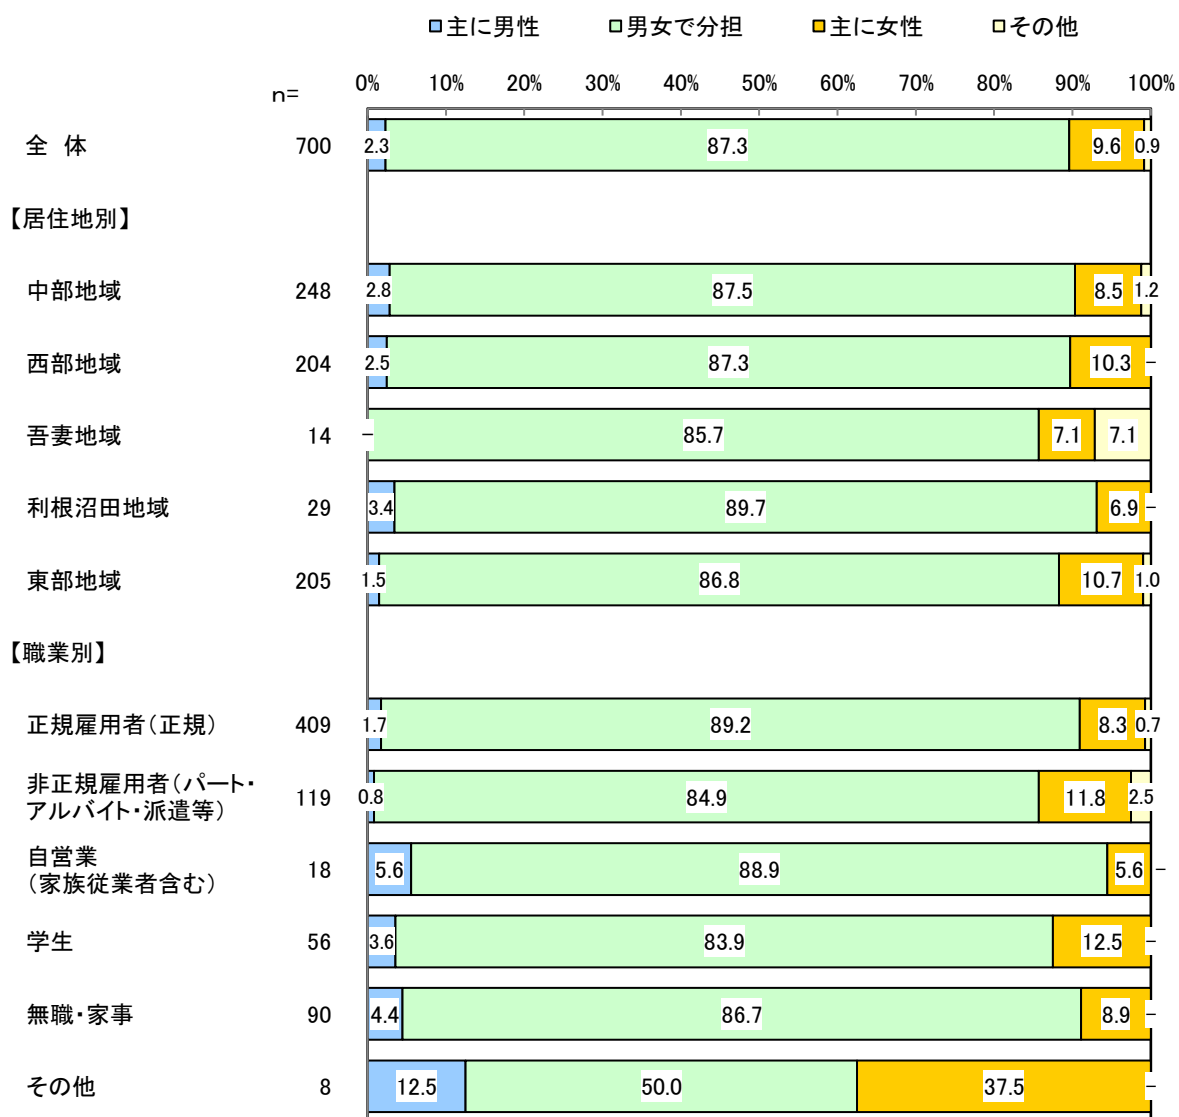 主に男性 男女で分担 主に女性 その他
n= 0% 10% 20% 30% 40% 50% 60% 70% 80% 90% 100%
全 体 700 2.3 87.3 9.6 0.9
【居住地別】
中部地域 248 2.8 87.5 8.5 1.2
西部地域 204 2.5 87.3 10.3 -
吾妻地域 14 - 85.7 7.1 7.1
利根沼田地域 29 3.4 89.7 6.9 -
東部地域 205 1.5 86.8 10.7 1.0
【職業別】
正規雇用者(正規) 409 1.7 89.2 8.3 0.7
非正規雇用者(パート・
アルバイト・派遣等) 119 0.8 84.9 11.8 2.5
自営業
(家族従業者含む) 18 5.6 88.9 5.6 -
学生 56 3.6 83.9 12.5 -
無職・家事 90 4.4 86.7 8.9 -
その他 8 12.5 50.0 37.5 -